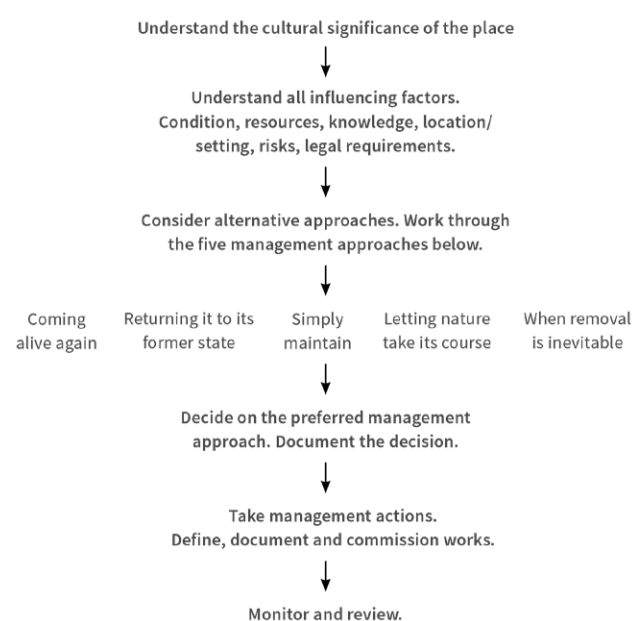 Understand the cultural significance of the place
Understand all influencing factors.
Condition, resources, knowledge, location/
setting, risks, legal requirements.
Consider alternative approaches. Work through
the five management approaches below.
Coming
alive again
Returning it to its
former state
Simply
maintain
Letting nature
take its course
When removal
is inevitable
Decide on the preferred management
approach. Document the decision.
Take management actions.
Define, document and commission works.
Monitor and review.